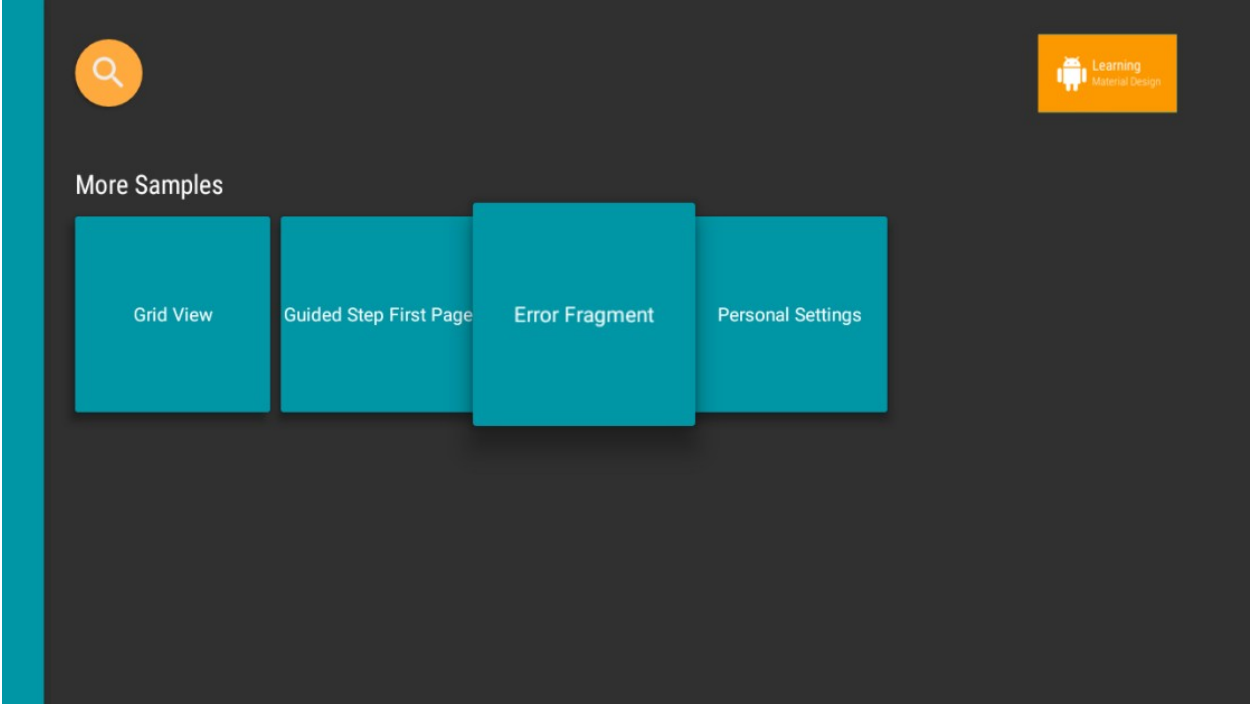 Learning
Material Design
More Samples
Grid View
Guided Step First Page
Error Fragment
Personal Settings